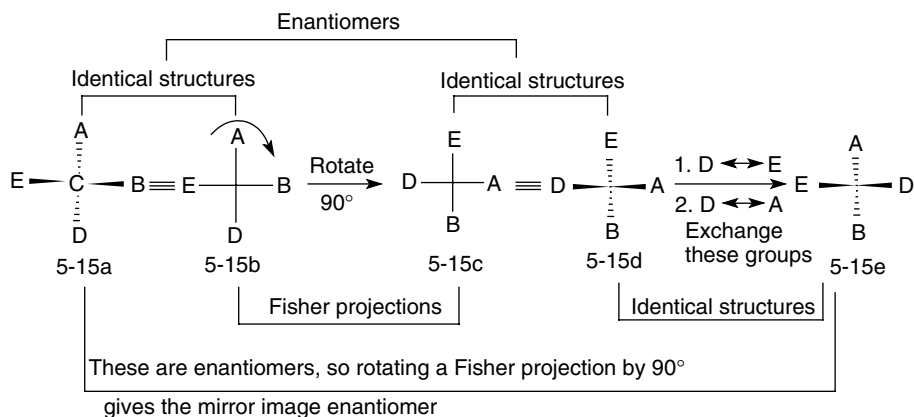 Enantiomers
Identical structures
Identical structures
A
E C B ≡ E
D
5-15a
A
B
D
5-15b
Rotate
90°
E
D A ≡ D
B
5-15c
E
A
B
5-15d
1. D ↔ E
2. D ↔ A
Exchange
these groups
A
E D
B
5-15e
Fisher projections
Identical structures
These are enantiomers, so rotating a Fisher projection by 90°
gives the mirror image enantiomer